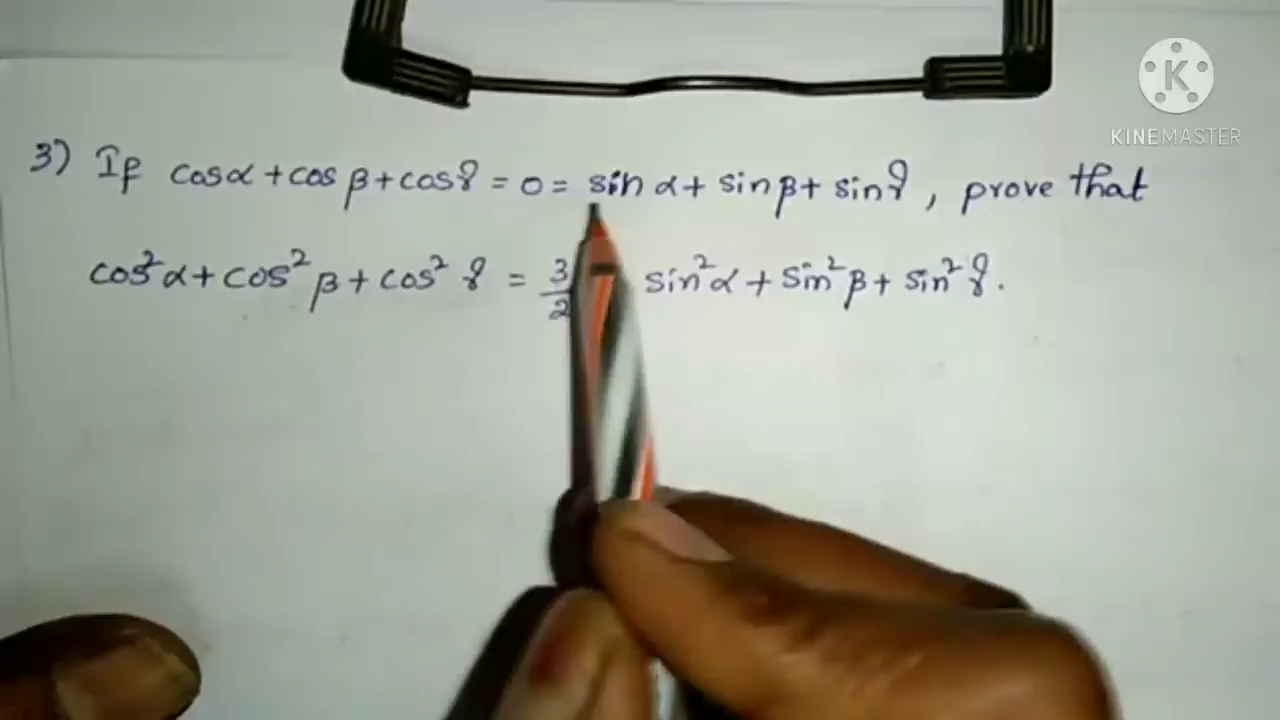 3) If cosα + cosβ + cosγ = 0 = sinα + sinβ + sinγ, prove that
cos²α + cos²β + cos²γ = 3/2 sin²α + sin²β + sin²γ.
K
KINEMASTER